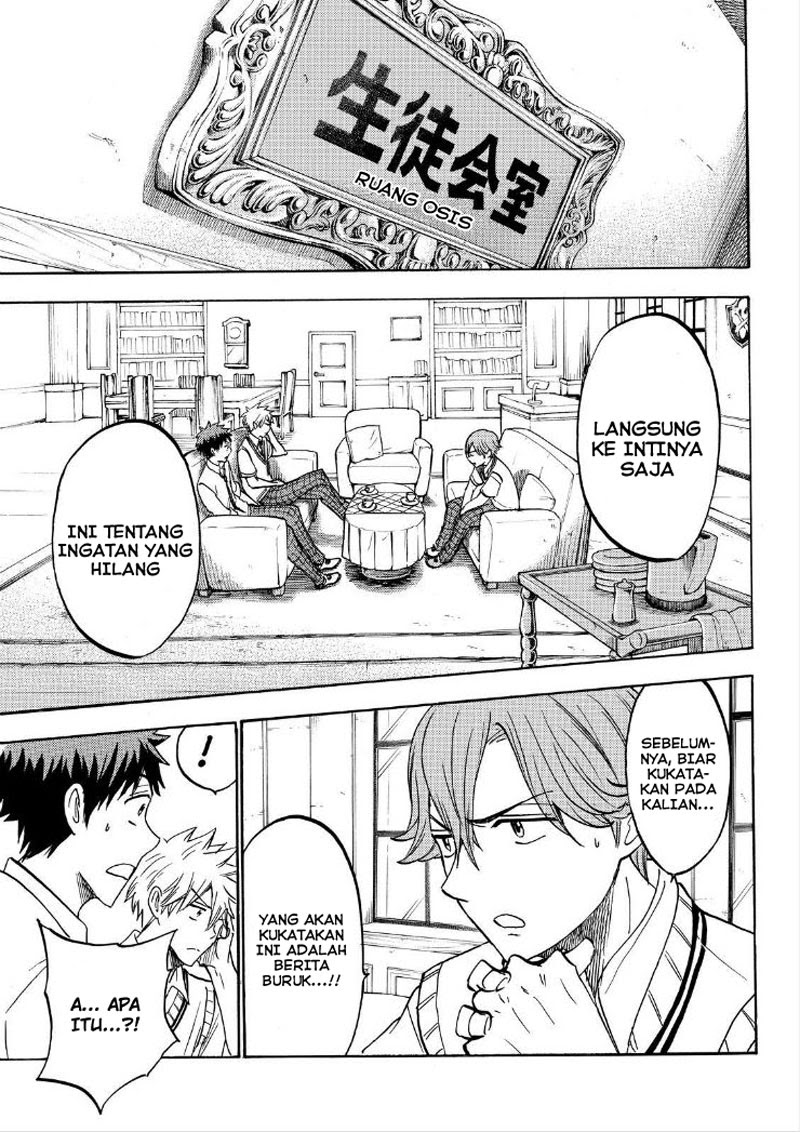 生徒会室
RUANG OSIS
LANGSUNG
KE INTINYA
SAJA
INI TENTANG
INGATAN YANG
HILANG
SEBELUM-
NYA, BIAR
KUKATA-
KAN PADA
KALIAN...
YANG AKAN
KUKATAKAN
INI ADALAH
BERITA
BURUK...!!
!
A... APA
ITU...?!